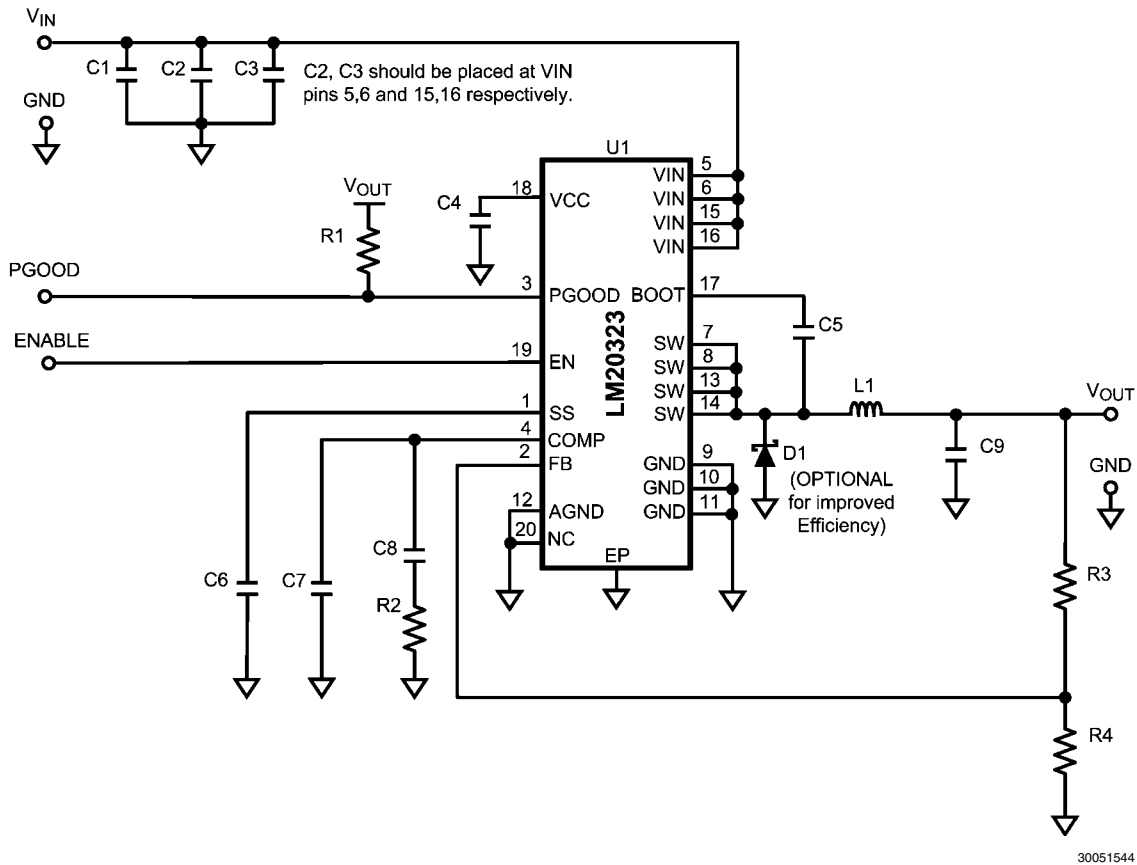 VIN
C1
C2
C3
C2, C3 should be placed at VIN
pins 5,6 and 15,16 respectively.
GND
U1
VOUT
R1
C4
18
VCC
VIN
5
VIN
6
VIN
15
VIN
16
PGOOD
3
PGOOD
BOOT
17
C5
ENABLE
19
EN
LM20323
SW
7
SW
8
SW
13
SW
14
L1
VOUT
1
SS
4
COMP
2
FB
GND
9
GND
10
GND
11
D1
(OPTIONAL
for improved
Efficiency)
C9
GND
12
AGND
20
NC
EP
C6
C7
C8
R2
R3
R4
30051544